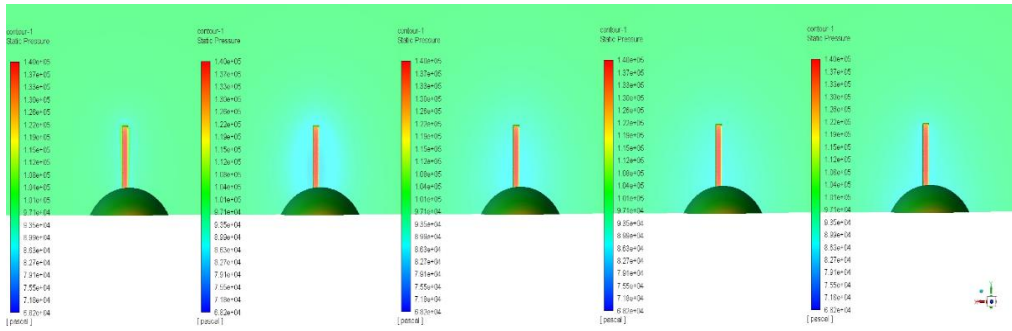 contour-1
Static Pressure
1.40e+05
1.37e+05
1.33e+05
1.30e+05
1.26e+05
1.22e+05
1.19e+05
1.15e+05
1.12e+05
1.08e+05
1.04e+05
1.01e+05
9.71e+04
9.35e+04
8.99e+04
8.63e+04
8.27e+04
7.91e+04
7.55e+04
7.18e+04
6.82e+04
[ pascal ]
contour-1
Static Pressure
1.40e+05
1.37e+05
1.33e+05
1.30e+05
1.26e+05
1.22e+05
1.19e+05
1.15e+05
1.12e+05
1.08e+05
1.04e+05
1.01e+05
9.71e+04
9.35e+04
8.99e+04
8.63e+04
8.27e+04
7.91e+04
7.55e+04
7.18e+04
6.82e+04
[ pascal ]
contour-1
Static Pressure
1.40e+05
1.37e+05
1.33e+05
1.30e+05
1.26e+05
1.22e+05
1.19e+05
1.15e+05
1.12e+05
1.08e+05
1.04e+05
1.01e+05
9.71e+04
9.35e+04
8.99e+04
8.63e+04
8.27e+04
7.91e+04
7.55e+04
7.18e+04
6.82e+04
[ pascal ]
contour-1
Static Pressure
1.40e+05
1.37e+05
1.33e+05
1.30e+05
1.26e+05
1.22e+05
1.19e+05
1.15e+05
1.12e+05
1.08e+05
1.04e+05
1.01e+05
9.71e+04
9.35e+04
8.99e+04
8.63e+04
8.27e+04
7.91e+04
7.55e+04
7.18e+04
6.82e+04
[ pascal ]
contour-1
Static Pressure
1.40e+05
1.37e+05
1.33e+05
1.30e+05
1.26e+05
1.22e+05
1.19e+05
1.15e+05
1.12e+05
1.08e+05
1.04e+05
1.01e+05
9.71e+04
9.35e+04
8.99e+04
8.63e+04
8.27e+04
7.91e+04
7.55e+04
7.18e+04
6.82e+04
[ pascal ]